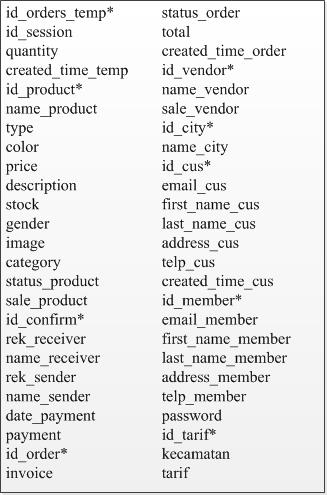 id_orders_temp*
id_session
quantity
created_time_temp
id_product*
name_product
type
color
price
description
stock
gender
image
category
status_product
sale_product
id_confirm*
rek_receiver
name_receiver
rek_sender
name_sender
date_payment
payment
id_order*
invoice
status_order
total
created_time_order
id_vendor*
name_vendor
sale_vendor
id_city*
name_city
id_cus*
email_cus
first_name_cus
last_name_cus
address_cus
telp_cus
created_time_cus
id_member*
email_member
first_name_member
last_name_member
address_member
telp_member
password
id_tarif*
kecamatan
tarif